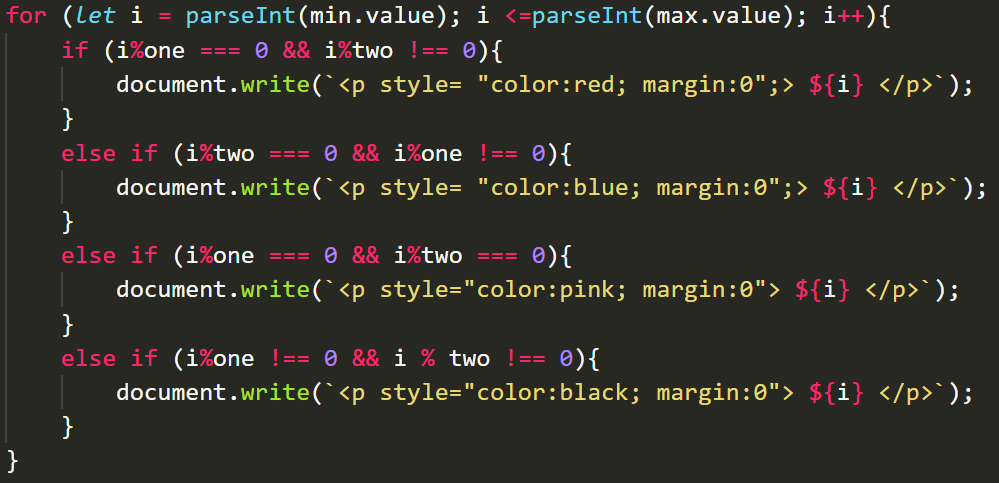 for (let i = parseInt(min.value); i <=parseInt(max.value); i++){
    if (i%one === 0 && i%two !== 0){
        document.write(`<p style= "color:red; margin:0";> ${i} </p>`);
    }
    else if (i%two === 0 && i%one !== 0){
        document.write(`<p style= "color:blue; margin:0";> ${i} </p>`);
    }
    else if (i%one === 0 && i%two === 0){
        document.write(`<p style="color:pink; margin:0"> ${i} </p>`);
    }
    else if (i%one !== 0 && i % two !== 0){
        document.write(`<p style="color:black; margin:0"> ${i} </p>`);
    }
}